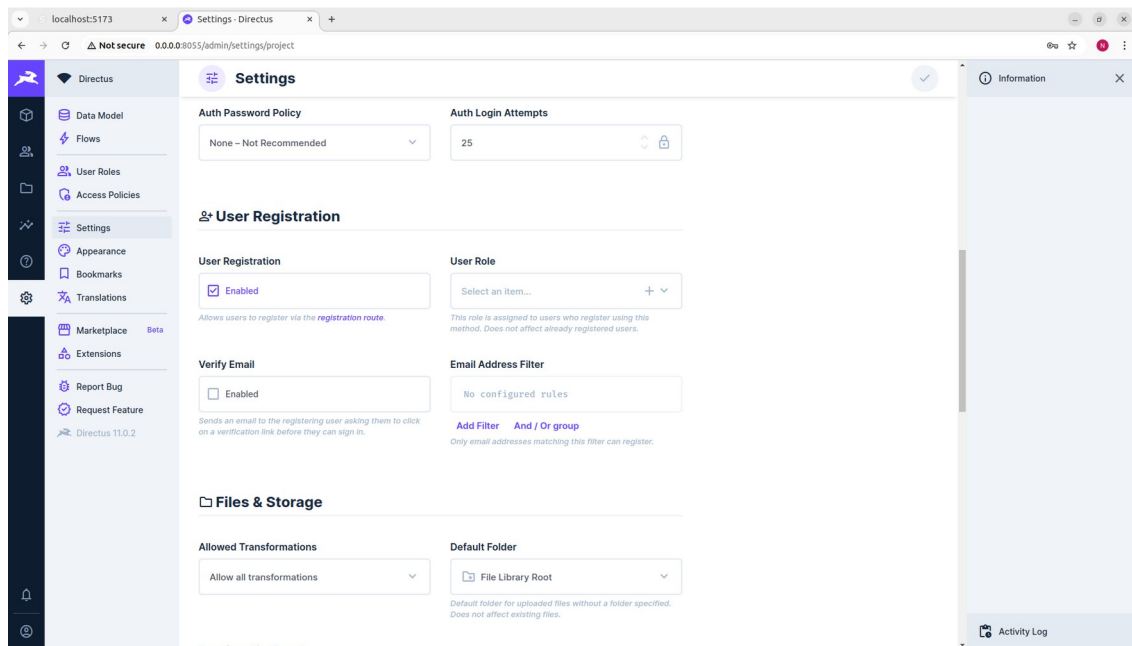 localhost:5173
Settings · Directus
Not secure 0.0.0.0:8055/admin/settings/project
N
Directus
Data Model
Flows
User Roles
Access Policies
Settings
Appearance
Bookmarks
Translations
Marketplace Beta
Extensions
Report Bug
Request Feature
Directus 11.0.2
Settings
Auth Password Policy
None – Not Recommended
Auth Login Attempts
25
User Registration
User Registration
Enabled
Allows users to register via the registration route.
User Role
Select an item...
This role is assigned to users who register using this
method. Does not affect already registered users.
Verify Email
Enabled
Sends an email to the registering user asking them to click
on a verification link before they can sign in.
Email Address Filter
No configured rules
Add Filter And / Or group
Only email addresses matching this filter can register.
Files & Storage
Allowed Transformations
Allow all transformations
Default Folder
File Library Root
Default folder for uploaded files without a folder specified.
Does not affect existing files.
Information
Activity Log